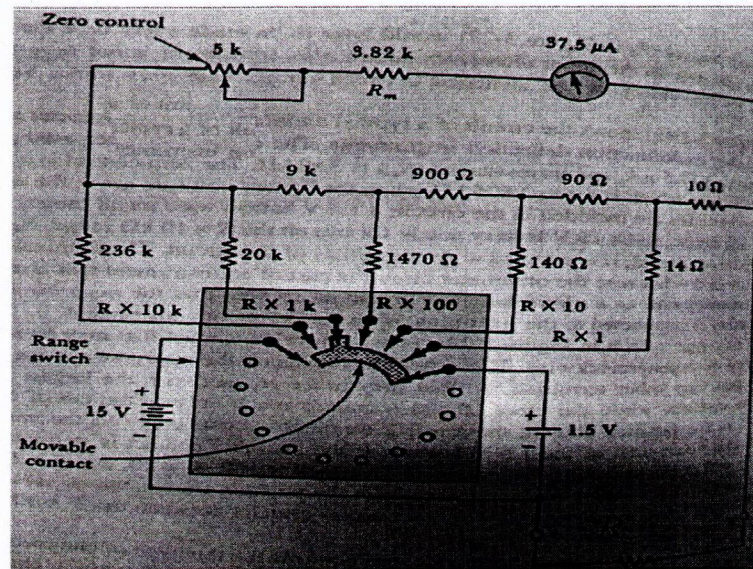 Zero control
5 k
3.82 k
37.5 μA
Rm
9 k
900 Ω
90 Ω
10 Ω
236 k
20 k
1470 Ω
140 Ω
14 Ω
R × 10 k
R × 1 k
R × 100
R × 10
R × 1
Range
switch
+
15 V
−
+
1.5 V
−
Movable
contact